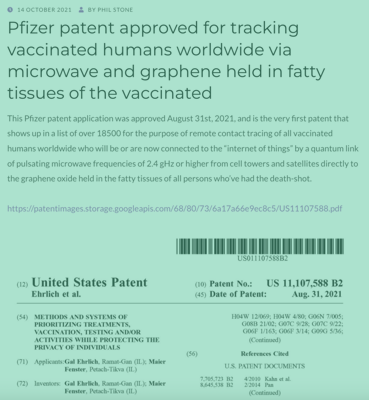 14 OCTOBER 2021 BY PHIL STONE
Pfizer patent approved for tracking
vaccinated humans worldwide via
microwave and graphene held in fatty
tissues of the vaccinated
This Pfizer patent application was approved August 31st, 2021, and is the very first patent that
shows up in a list of over 18500 for the purpose of remote contact tracing of all vaccinated
humans worldwide who will be or are now connected to the "internet of things" by a quantum link
of pulsating microwave frequencies of 2.4 gHz or higher from cell towers and satellites directly to
the graphene oxide held in the fatty tissues of all persons who've had the death-shot.
https://patentimages.storage.googleapis.com/68/80/73/6a17a66e9ec8c5/US11107588.pdf
US011107588B2
(12) United States Patent
Ehrlich et al.
(10) Patent No.: US 11,107,588 B2
(45) Date of Patent: Aug. 31, 2021
(54) METHODS AND SYSTEMS OF
PRIORITIZING TREATMENTS,
VACCINATION, TESTING AND/OR
ACTIVITIES WHILE PROTECTING THE
PRIVACY OF INDIVIDUALS
(71) Applicants: Gal Ehrlich, Ramat-Gan (IL); Maier
Fenster, Petach-Tikva (IL)
(72) Inventors: Gal Ehrlich, Ramat-Gan (IL); Maier
Fenster, Petach-Tikva (IL)
H04W 12/069; H04W 4/80; G06N 7/005;
G08B 21/02; G07C 9/28; G07C 9/22;
G06F 1/163; G06F 3/14; G09G 5/36;
(Continued)
(56) References Cited
U.S. PATENT DOCUMENTS
7,705,723 B2 4/2010 Kahn et al.
8,645,538 B2 2/2014 Pan
(Continued)